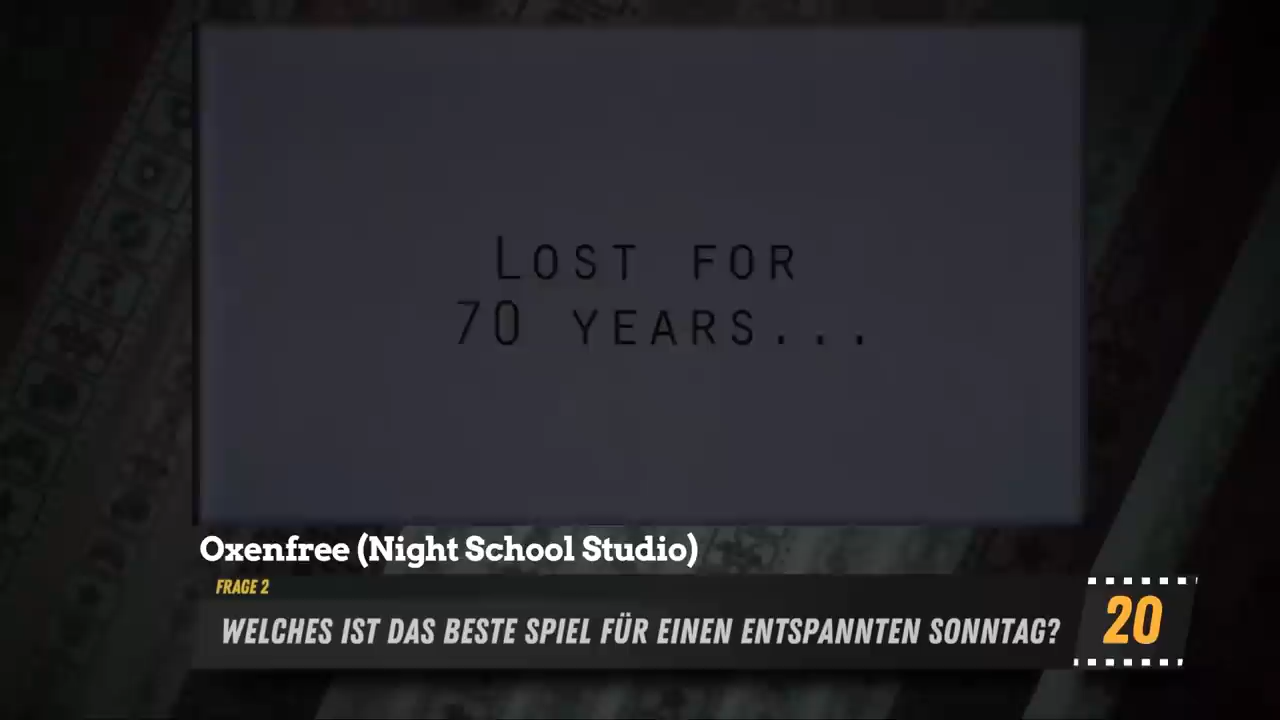 Lost for
70 years...
Oxenfree (Night School Studio)
FRAGE 2
WELCHES IST DAS BESTE SPIEL FÜR EINEN ENTSPANNTEN SONNTAG?
20